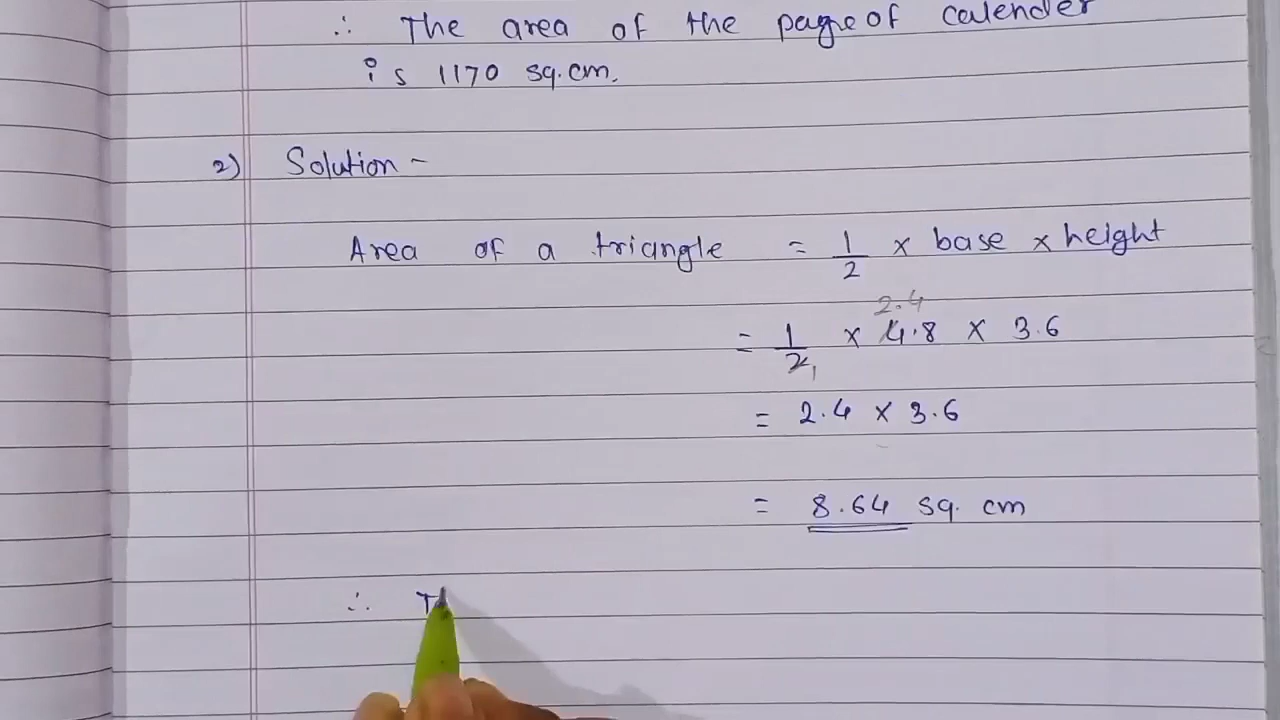 ∴ The area of the page of calender
is 1170 sq.cm.
2) Solution -
Area of a triangle = 1/2 × base × height
2.4
= 1/2 1 × 4.8 × 3.6
= 2.4 × 3.6
= 8.64 sq. cm
∴ Th